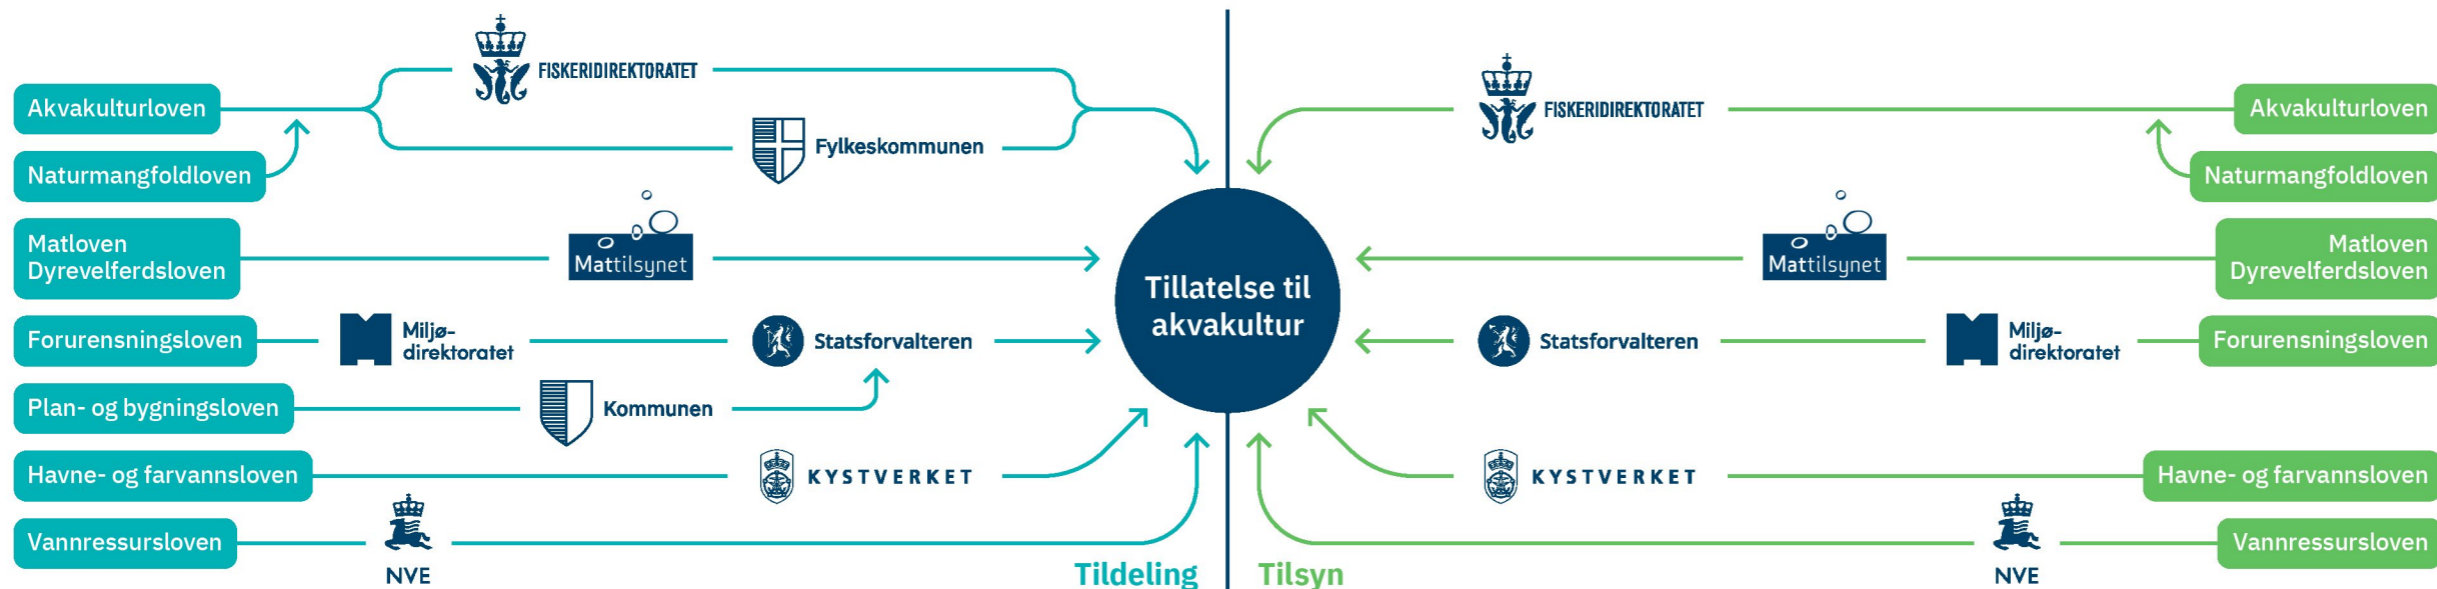 Akvakulturloven
Naturmangfoldloven
Matloven
Dyrevelferdsloven
Forurensningsloven
Plan- og bygningsloven
Havne- og farvannsloven
Vannressursloven
FISKERIDIREKTORATET
Fylkeskommunen
Mattilsynet
Miljø-
direktoratet
Statsforvalteren
Kommunen
KYSTVERKET
NVE
Tildeling
Tillatelse til
akvakultur
Tilsyn
FISKERIDIREKTORATET
Mattilsynet
Statsforvalteren
Miljø-
direktoratet
KYSTVERKET
NVE
Akvakulturloven
Naturmangfoldloven
Matloven
Dyrevelferdsloven
Forurensningsloven
Havne- og farvannsloven
Vannressursloven